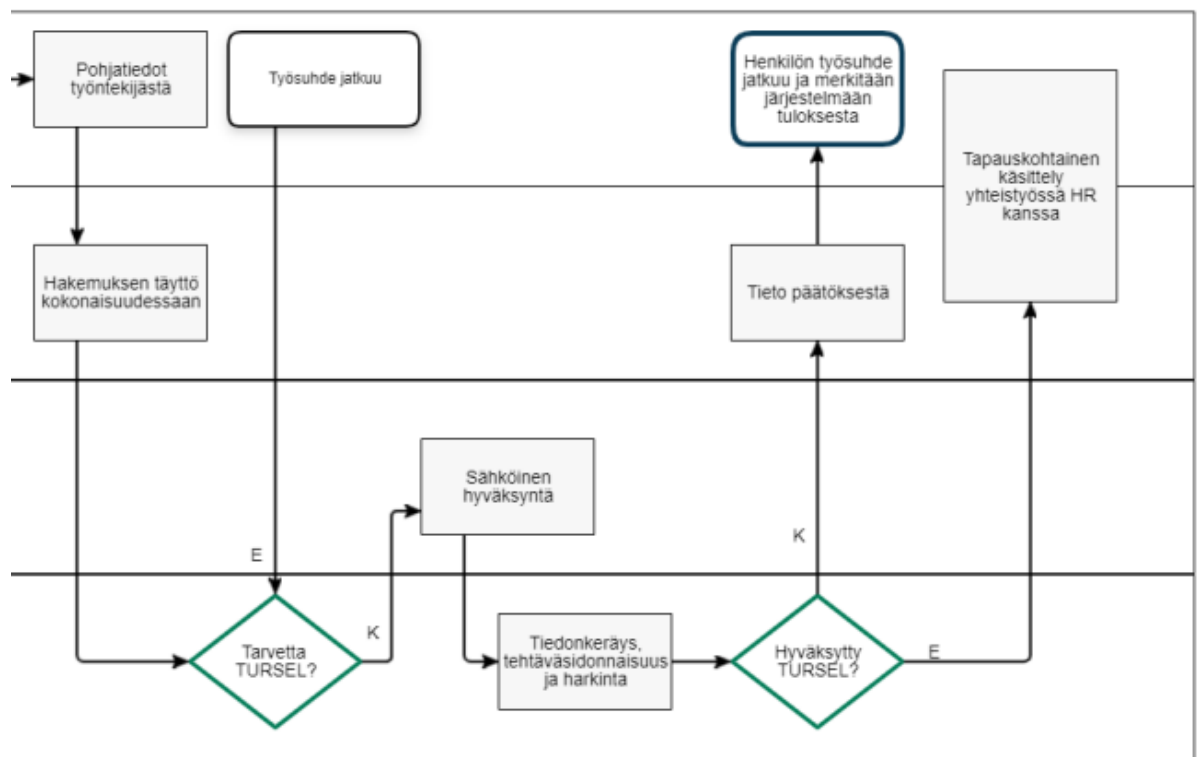 Pohjatiedot
työntekijästä
Työsuhde jatkuu
Henkilön työsuhde
jatkuu ja merkitään
järjestelmään
tuloksesta
Tapauskohtainen
käsittely
yhteistyössä HR
kanssa
Hakemuksen täyttö
kokonaisuudessaan
Tieto päätöksestä
Sähköinen
hyväksyntä
E
K
K
Tarvetta
TURSEL?
Tiedonkeräys,
tehtäväsidonnaisuus
ja harkinta
Hyväksytty
TURSEL?
E